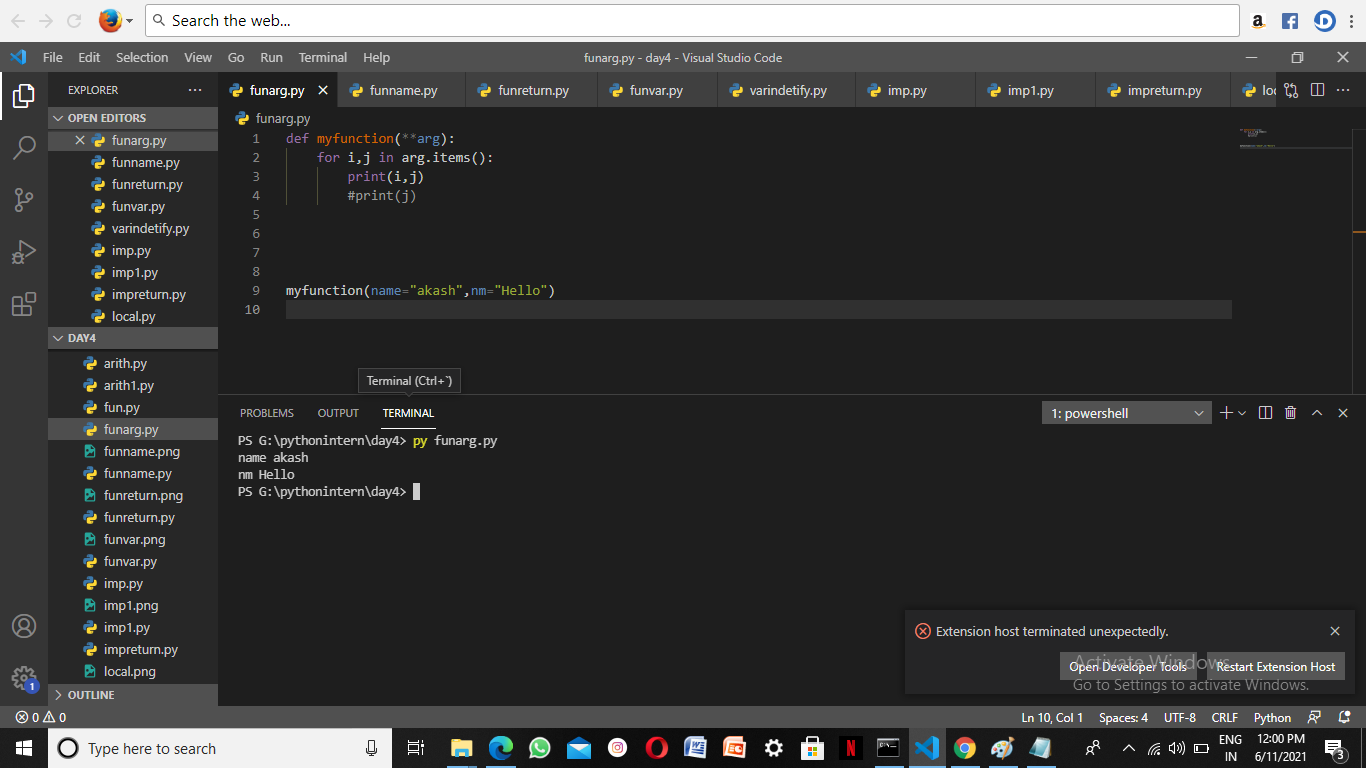 Search the web...
File Edit Selection View Go Run Terminal Help
funarg.py - day4 - Visual Studio Code
EXPLORER
OPEN EDITORS
funarg.py
funname.py
funreturn.py
funvar.py
varindetify.py
imp.py
imp1.py
impreturn.py
local.py
DAY4
arith.py
arith1.py
fun.py
funarg.py
funname.png
funname.py
funreturn.png
funreturn.py
funvar.png
funvar.py
imp.py
imp1.png
imp1.py
impreturn.py
local.png
OUTLINE
funarg.py funname.py funreturn.py funvar.py varindetify.py imp.py imp1.py impreturn.py loc
funarg.py
1 def myfunction(**arg):
2 for i,j in arg.items():
3 print(i,j)
4 #print(j)
5
6
7
8
9 myfunction(name="akash",nm="Hello")
10
Terminal (Ctrl+`)
PROBLEMS OUTPUT TERMINAL
1: powershell
PS G:\pythonintern\day4> py funarg.py
name akash
nm Hello
PS G:\pythonintern\day4>
Extension host terminated unexpectedly.
Open Developer Tools Restart Extension Host
Activate Windows
Go to Settings to activate Windows.
1
0 0
Ln 10, Col 1 Spaces: 4 UTF-8 CRLF Python
Type here to search
ENG
IN
12:00 PM
6/11/2021
3